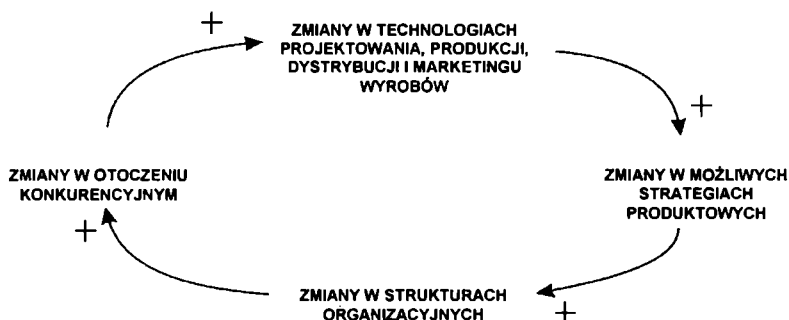 +
ZMIANY W TECHNOLOGIACH
PROJEKTOWANIA, PRODUKCJI,
DYSTRYBUCJI I MARKETINGU
WYROBÓW
+
ZMIANY W OTOCZENIU
KONKURENCYJNYM
+
ZMIANY W MOŻLIWYCH
STRATEGIACH
PRODUKTOWYCH
ZMIANY W STRUKTURACH
ORGANIZACYJNYCH
+